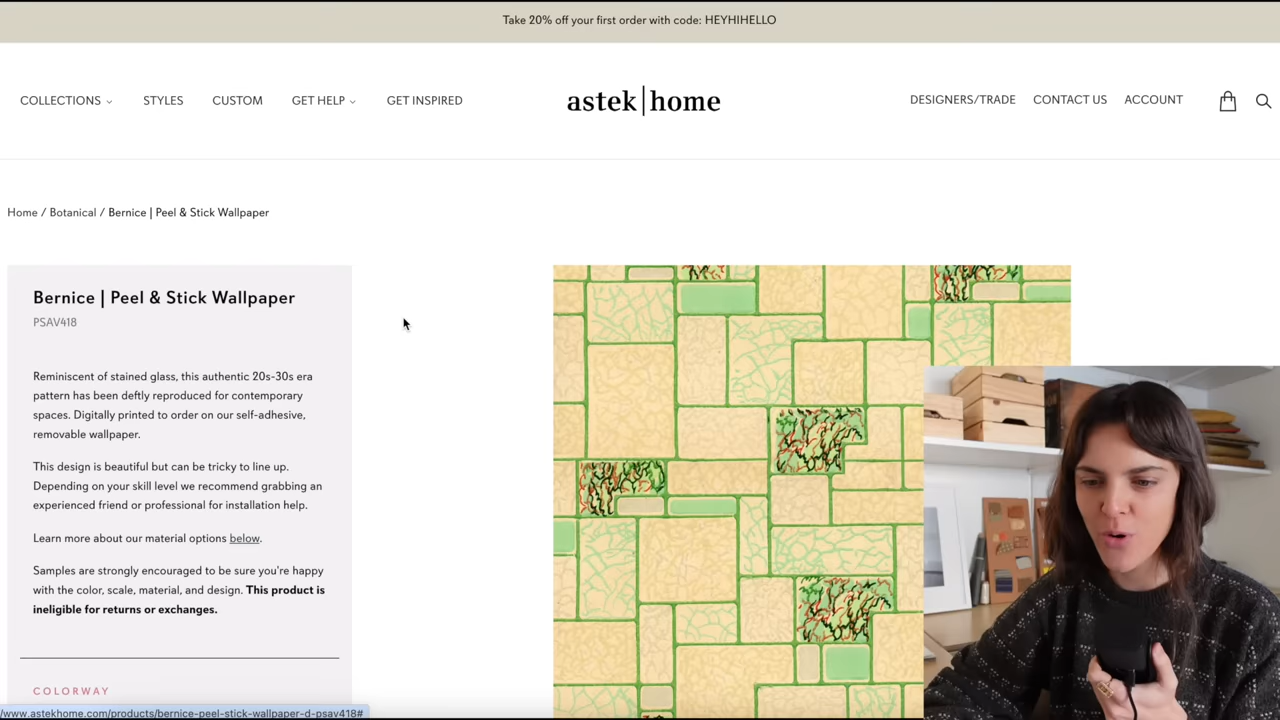 Take 20% off your first order with code: HEYHIHELLO
COLLECTIONS
STYLES
CUSTOM
GET HELP
GET INSPIRED
astek|home
DESIGNERS/TRADE
CONTACT US
ACCOUNT
Home / Botanical / Bernice | Peel & Stick Wallpaper
Bernice | Peel & Stick Wallpaper
PSAV418
Reminiscent of stained glass, this authentic 20s-30s era
pattern has been deftly reproduced for contemporary
spaces. Digitally printed to order on our self-adhesive,
removable wallpaper.
This design is beautiful but can be tricky to line up.
Depending on your skill level we recommend grabbing an
experienced friend or professional for installation help.
Learn more about our material options below.
Samples are strongly encouraged to be sure you're happy
with the color, scale, material, and design. This product is
ineligible for returns or exchanges.
COLORWAY
/www.astekhome.com/products/bernice-peel-stick-wallpaper-d-psav418#